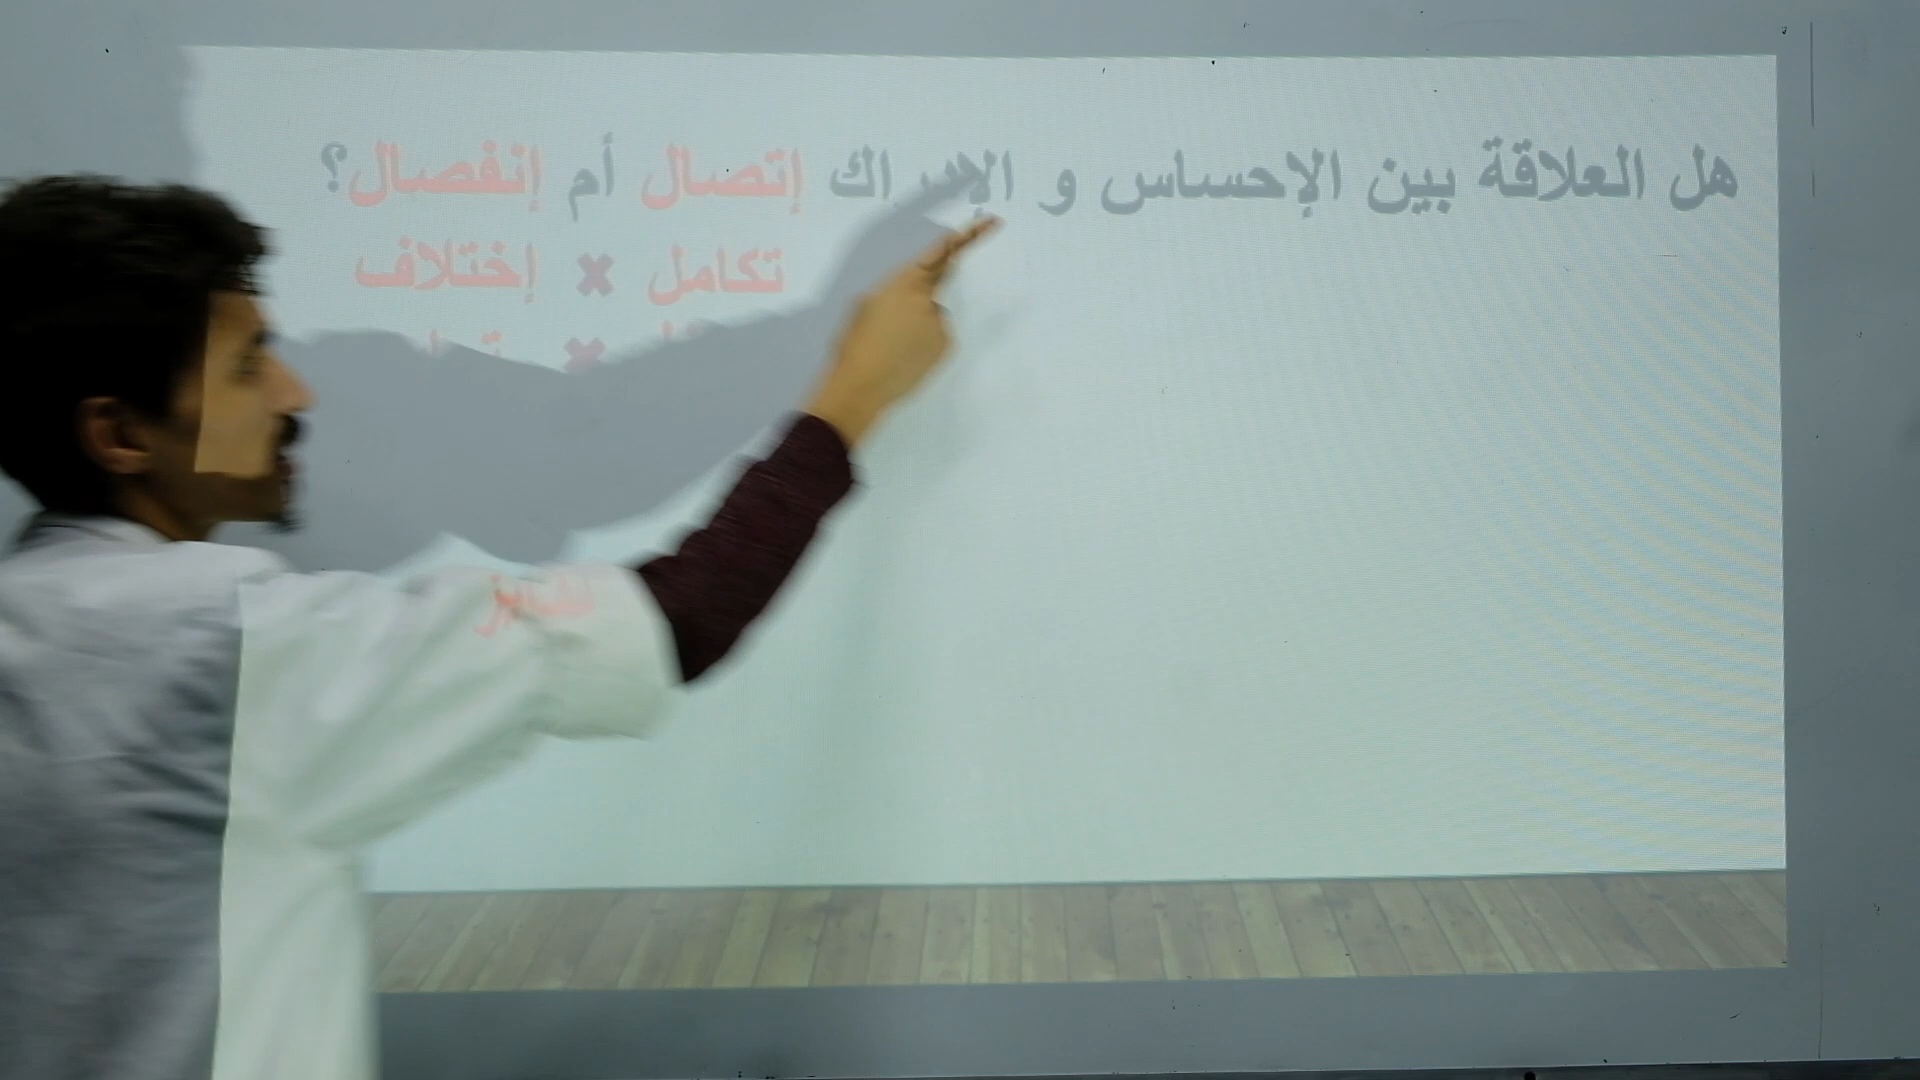 هل العلاقة بين الإحساس و الإدراك إتصال أم إنفصال؟
تكامل × إختلاف
×